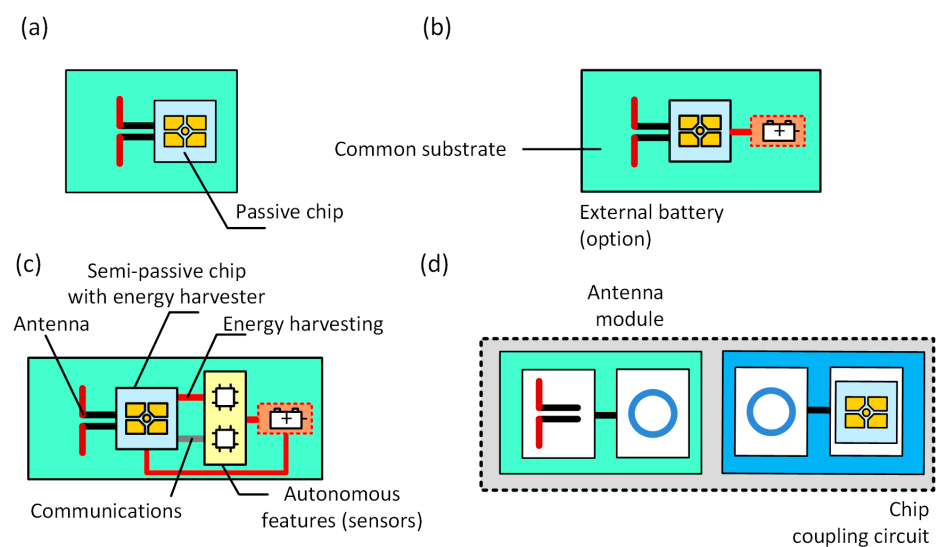 (a)
(b)
Common substrate
Passive chip
External battery
(option)
(c)
(d)
Semi-passive chip
with energy harvester
Antenna
Energy harvesting
Antenna
module
Communications
Autonomous
features (sensors)
Chip
coupling circuit